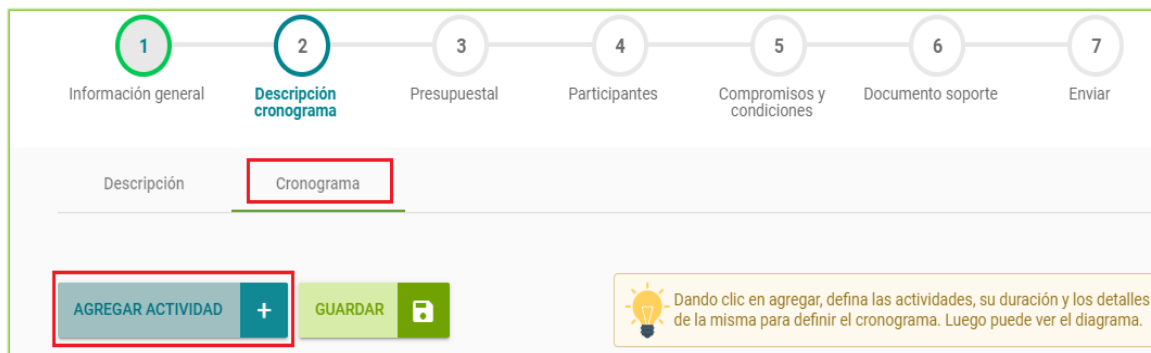 1 2 3 4 5 6 7
Información general Descripción Presupuestal Participantes Compromisos y Documento soporte Enviar
cronograma condiciones
Descripción Cronograma
AGREGAR ACTIVIDAD + GUARDAR
Dando clic en agregar, defina las actividades, su duración y los detalles
de la misma para definir el cronograma. Luego puede ver el diagrama.